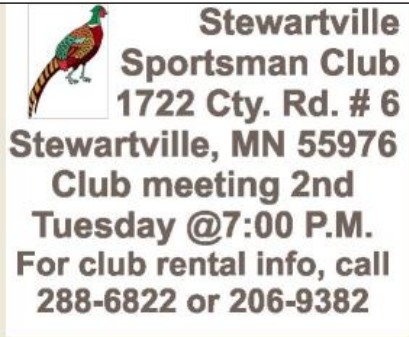 Stewartville
Sportsman Club
1722 Cty. Rd. # 6
Stewartville, MN 55976
Club meeting 2nd
Tuesday @7:00 P.M.
For club rental info, call
288-6822 or 206-9382